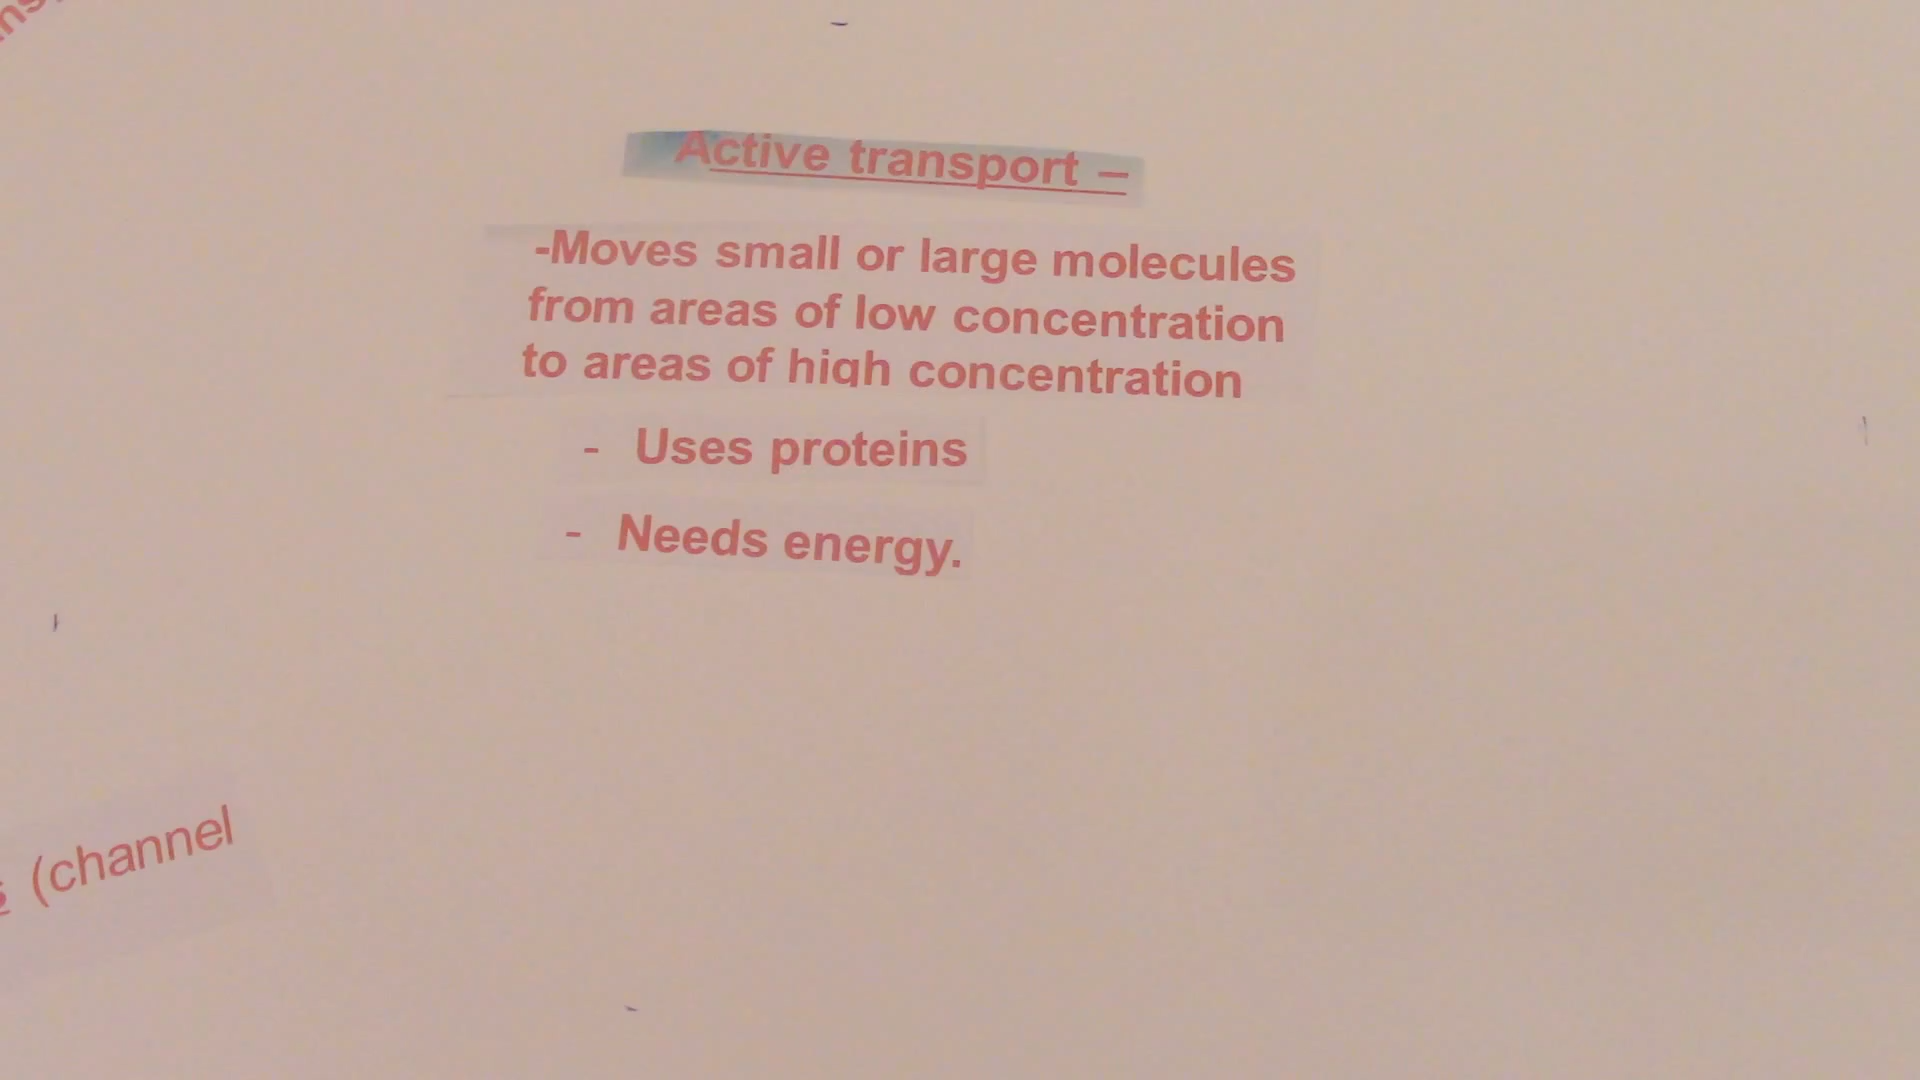 Active transport –
-Moves small or large molecules
from areas of low concentration
to areas of high concentration
- Uses proteins
- Needs energy.
(channel